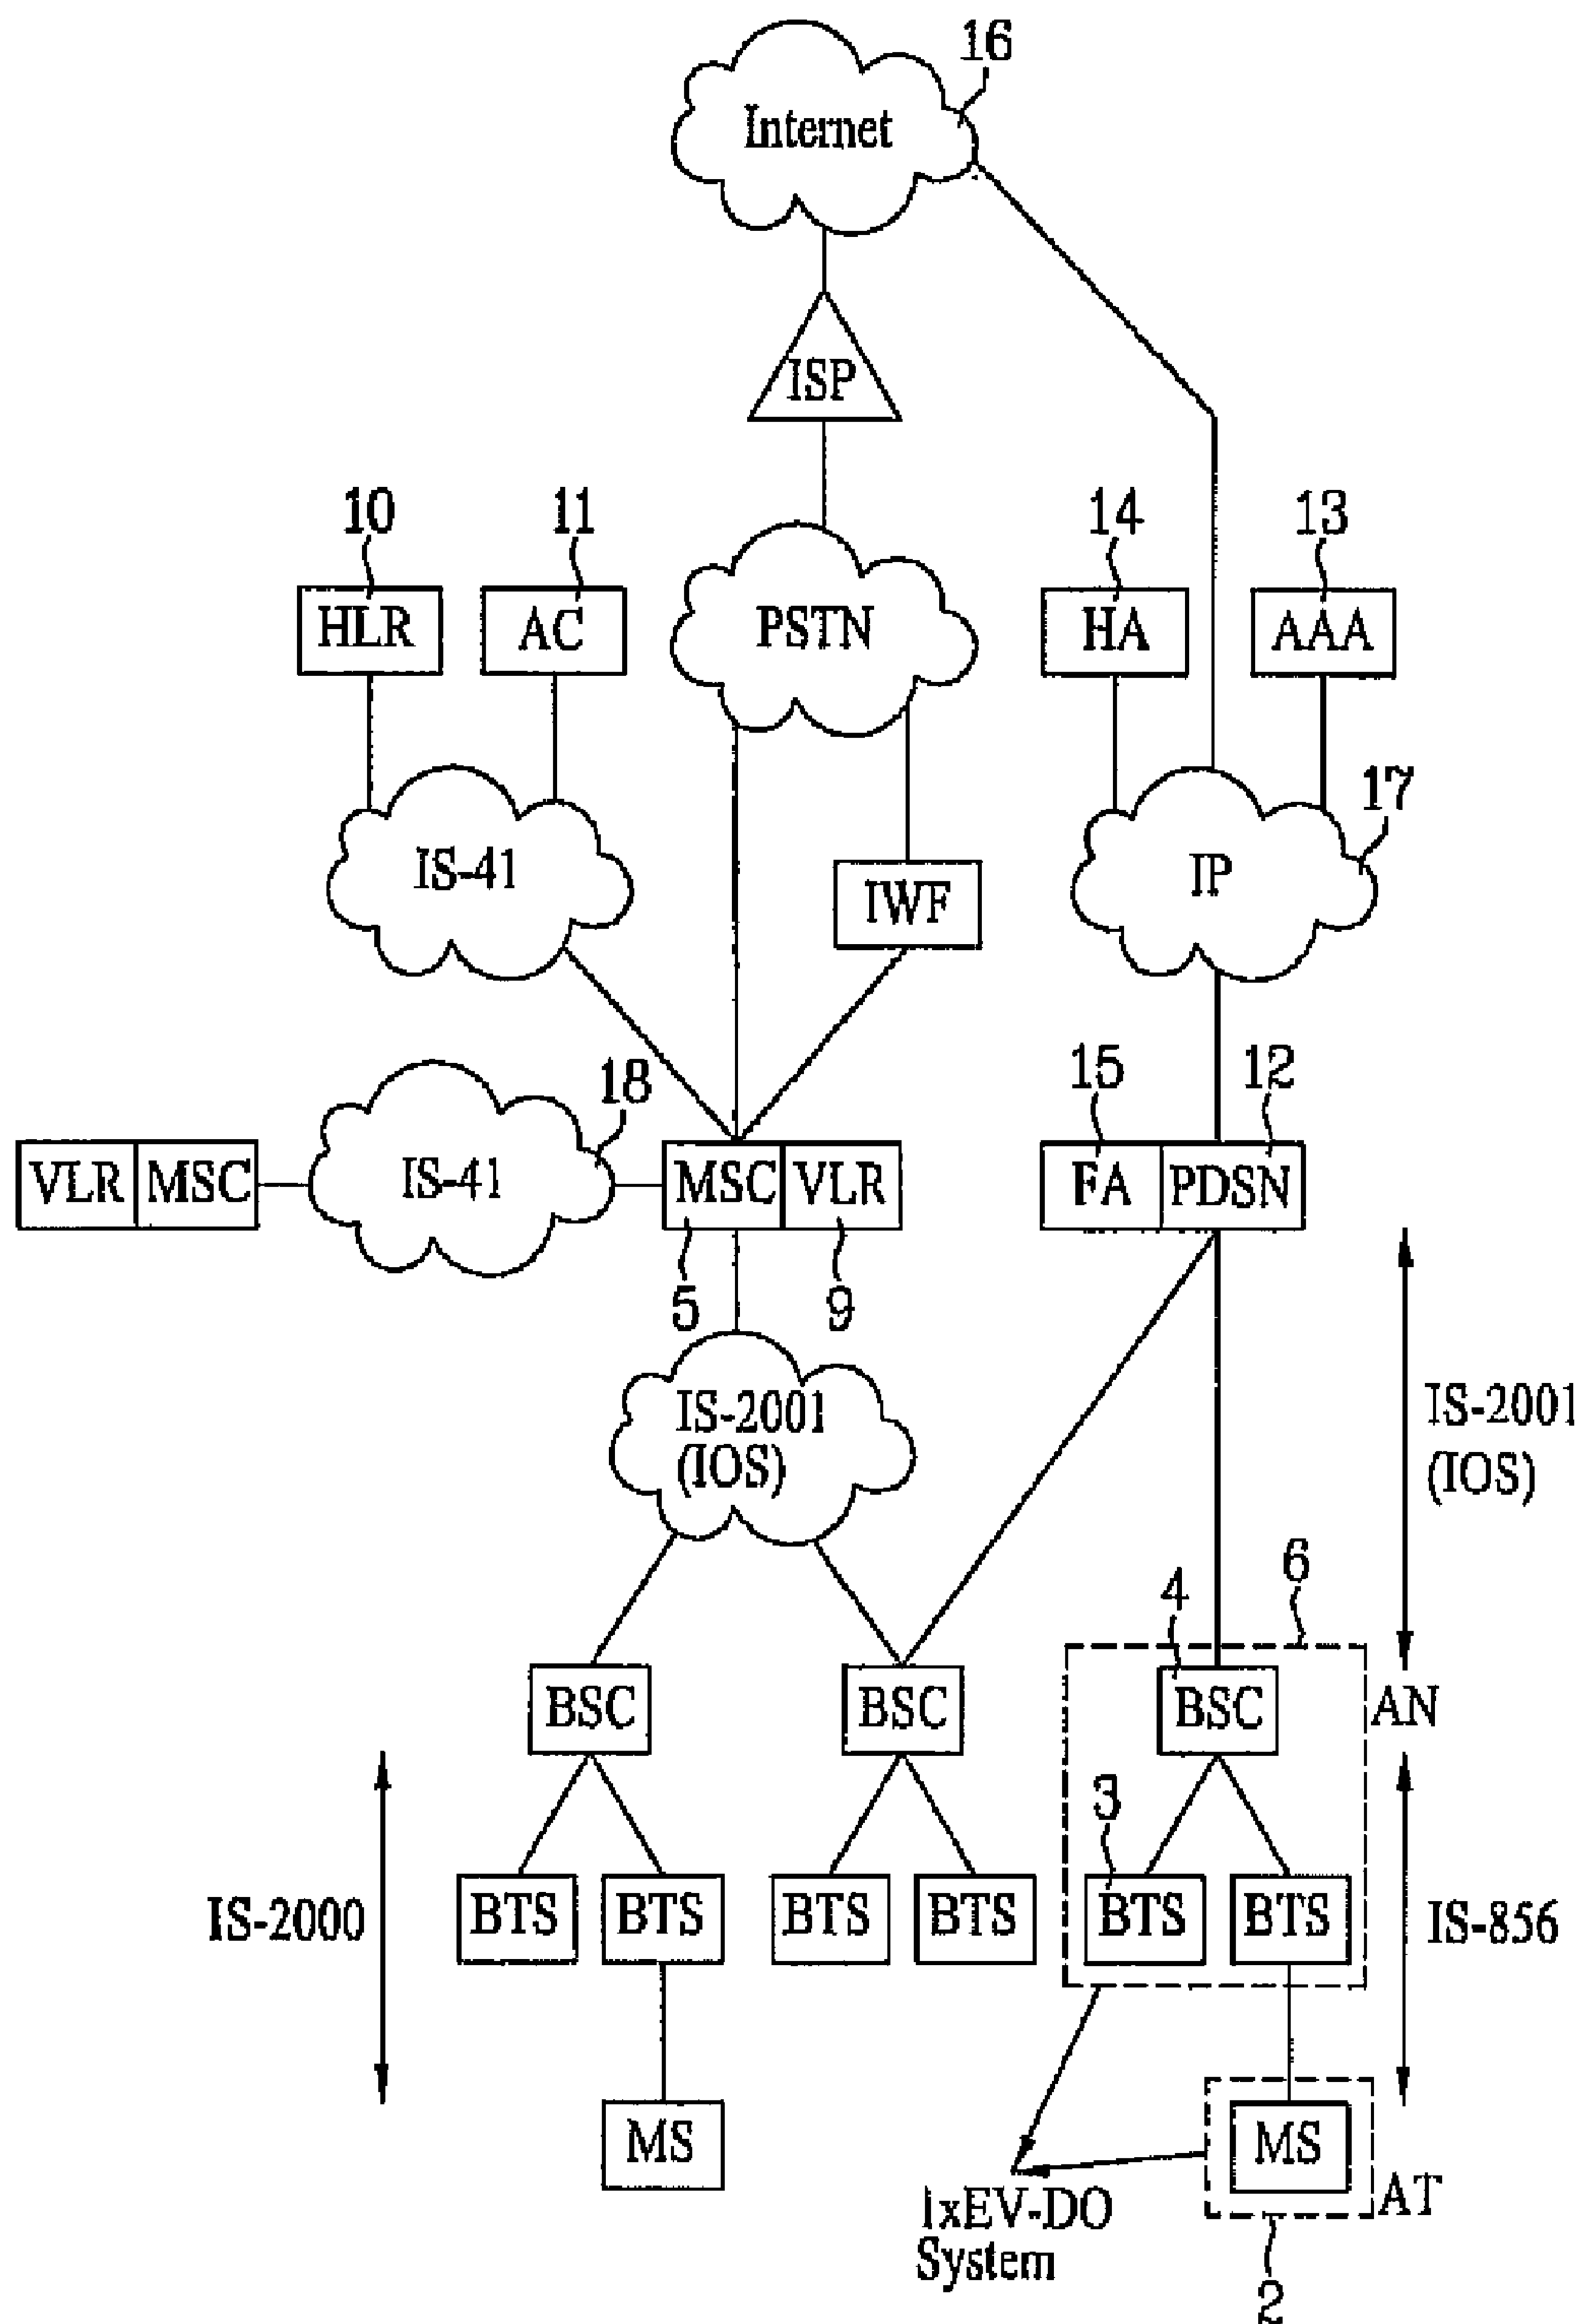 16
Internet
ISP
10
11
14
13
HLR
AC
PSTN
HA
AAA
17
IS-41
IWF
IP
18
15
12
VLR
MSC
IS-41
MSC
VLR
FA
PDSN
5
9
IS-2001
(IOS)
IS-2001
(IOS)
6
4
BSC
BSC
BSC
AN
3
IS-2000
BTS
BTS
BTS
BTS
BTS
BTS
IS-856
MS
MS
AT
1xEV-DO
System
2